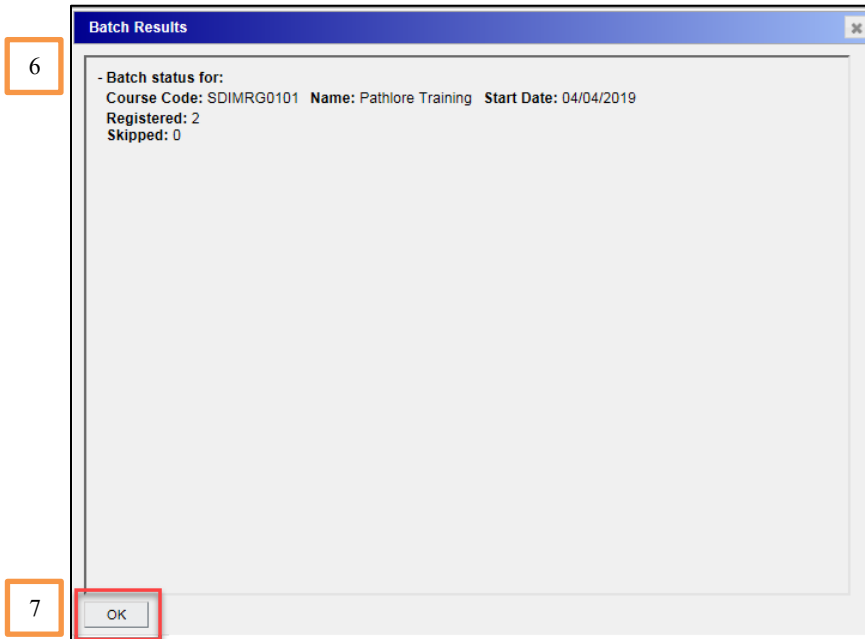 Batch Results
6
- Batch status for:
Course Code: SDIMRG0101 Name: Pathlore Training Start Date: 04/04/2019
Registered: 2
Skipped: 0
7
OK